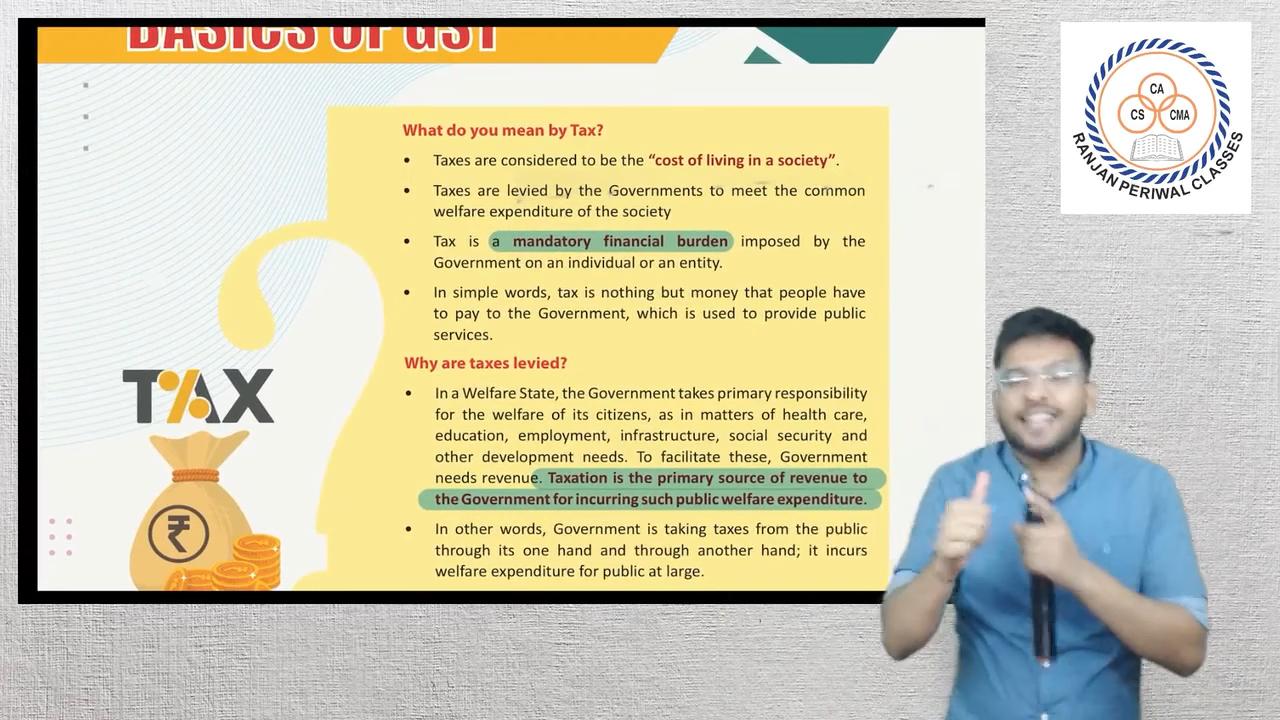 BASICS OF GST
What do you mean by Tax?
• Taxes are considered to be the “cost of living in a society”.
• Taxes are levied by the Governments to meet the common
welfare expenditure of the society
• Tax is a mandatory financial burden imposed by the
Government on an individual or an entity.
• In simple words, tax is nothing but money that people have
to pay to the Government, which is used to provide public
services.
Why are taxes levied?
• In a Welfare State, the Government takes primary responsibility
for the welfare of its citizens, as in matters of health care,
education, employment, infrastructure, social security and
other development needs. To facilitate these, Government
needs revenue. Taxation is the primary source of revenue to
the Government for incurring such public welfare expenditure.
• In other words, Government is taking taxes from the public
through its one hand and through another hand; it incurs
welfare expenditure for public at large.
TAX
₹
CA
CS
CMA
RANJAN PERIWAL CLASSES